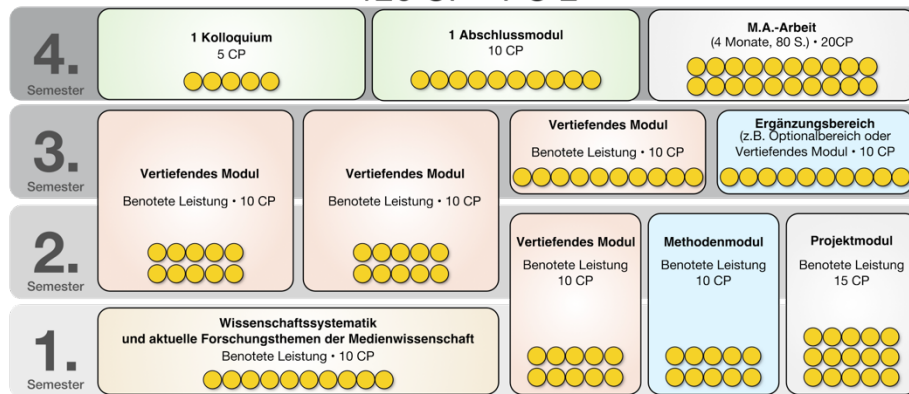 4.
Semester
1 Kolloquium
5 CP
1 Abschlussmodul
10 CP
M.A.-Arbeit
(4 Monate, 80 S.) • 20CP
3.
Semester
Vertiefendes Modul
Benotete Leistung • 10 CP
Vertiefendes Modul
Benotete Leistung • 10 CP
Vertiefendes Modul
Benotete Leistung • 10 CP
Ergänzungsbereich
(z.B. Optionalbereich oder
Vertiefendes Modul • 10 CP
2.
Semester
Vertiefendes Modul
Benotete Leistung
10 CP
Methodenmodul
Benotete Leistung
10 CP
Projektmodul
Benotete Leistung
15 CP
1.
Semester
Wissenschaftssystematik
und aktuelle Forschungsthemen der Medienwissenschaft
Benotete Leistung • 10 CP